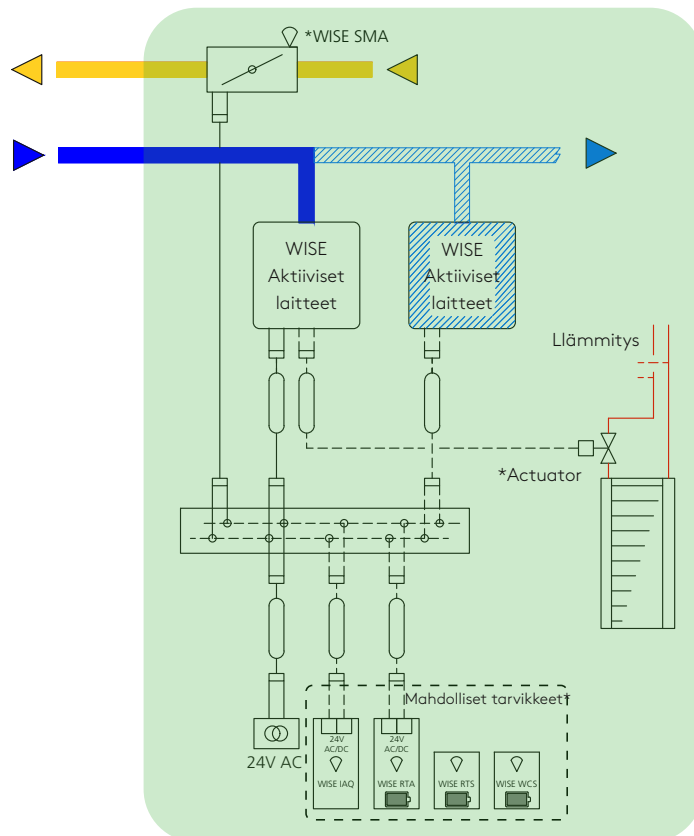 *WISE SMA
WISE
Aktiiviset
laitteet
WISE
Aktiiviset
laitteet
Llämmitys
*Actuator
Mahdolliset tarvikkeet*
24V
AC/DC
WISE IAQ
24V
AC/DC
WISE RTA
WISE RTS
WISE WCS
24V AC